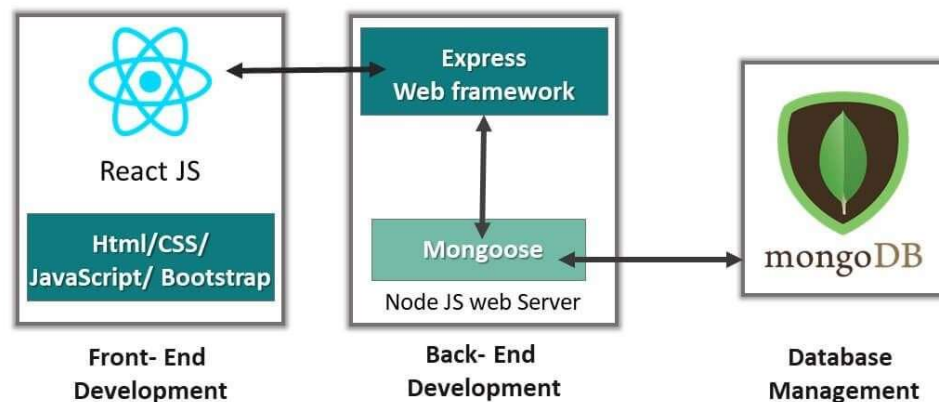 React JS
Html/CSS/
JavaScript/ Bootstrap
Front- End
Development
Express
Web framework
Mongoose
Node JS web Server
Back- End
Development
mongoDB
Database
Management